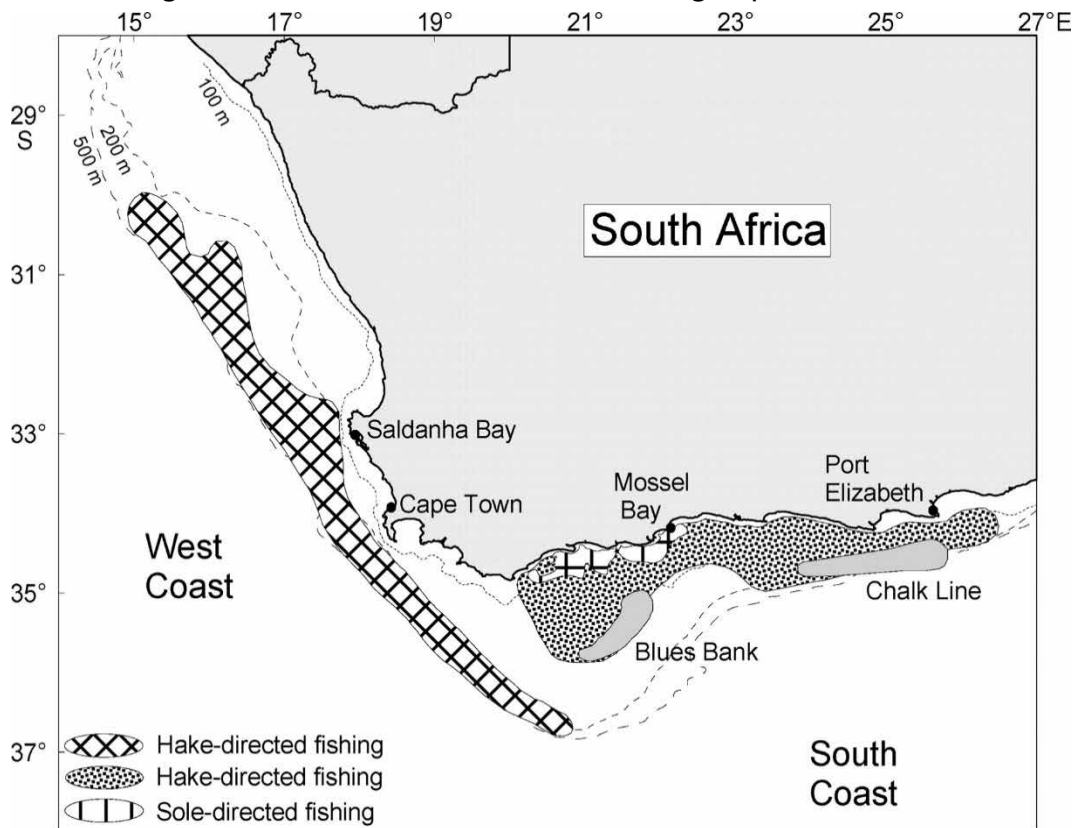 15°
17°
19°
21°
23°
25°
27°E
29°
S
31°
33°
35°
37°
100 m
200 m
500 m
South Africa
Saldanha Bay
Cape Town
Mossel
Bay
Port
Elizabeth
West
Coast
Chalk Line
Blues Bank
South
Coast
Hake-directed fishing
Hake-directed fishing
Sole-directed fishing